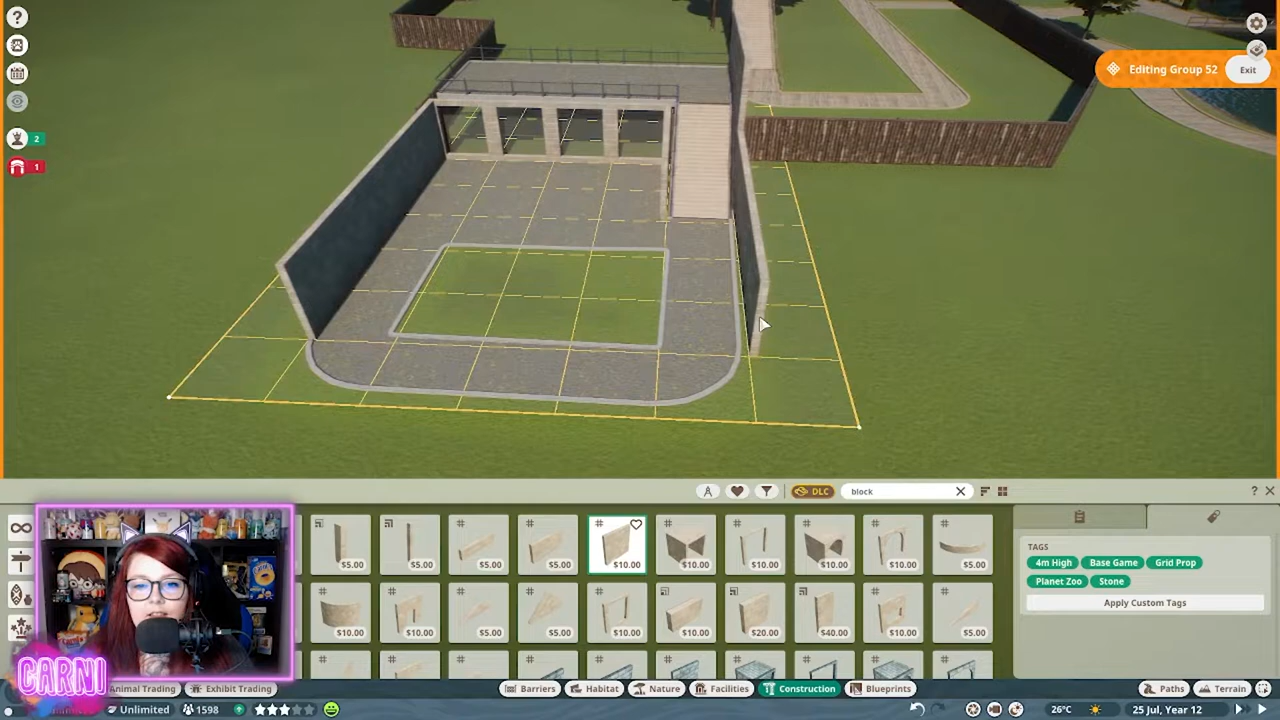 ?
Editing Group 52
Exit
2
1
DLC
block
?
$5.00
$5.00
$5.00
$5.00
$10.00
$10.00
$10.00
$10.00
$10.00
$5.00
$10.00
$10.00
$5.00
$5.00
$10.00
$10.00
$20.00
$40.00
$10.00
$5.00
TAGS
4m High
Base Game
Grid Prop
Planet Zoo
Stone
Apply Custom Tags
CARNI
Animal Trading
Exhibit Trading
Barriers
Habitat
Nature
Facilities
Construction
Blueprints
Paths
Terrain
Unlimited
1598
26°C
25 Jul, Year 12